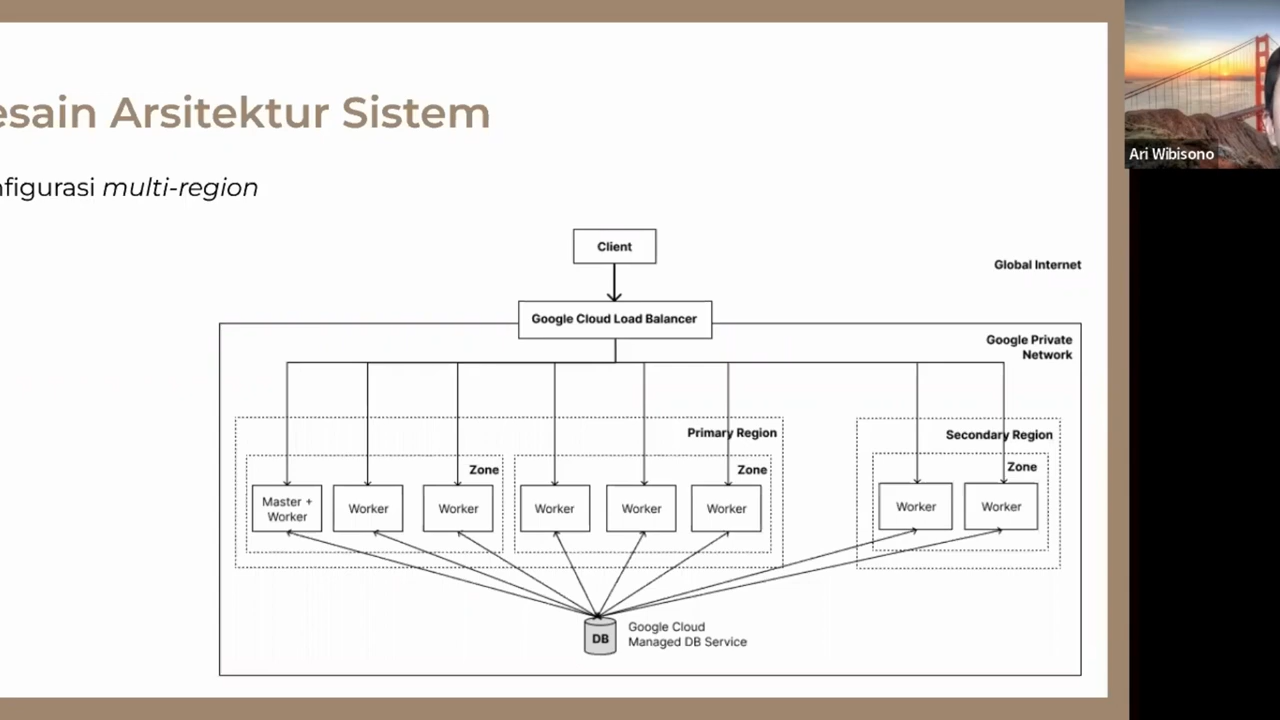 esain Arsitektur Sistem
nfigurasi multi-region
Client
Global Internet
Google Cloud Load Balancer
Google Private
Network
Primary Region
Secondary Region
Zone
Zone
Zone
Master +
Worker
Worker
Worker
Worker
Worker
Worker
Worker
Worker
DB
Google Cloud
Managed DB Service
Ari Wibisono